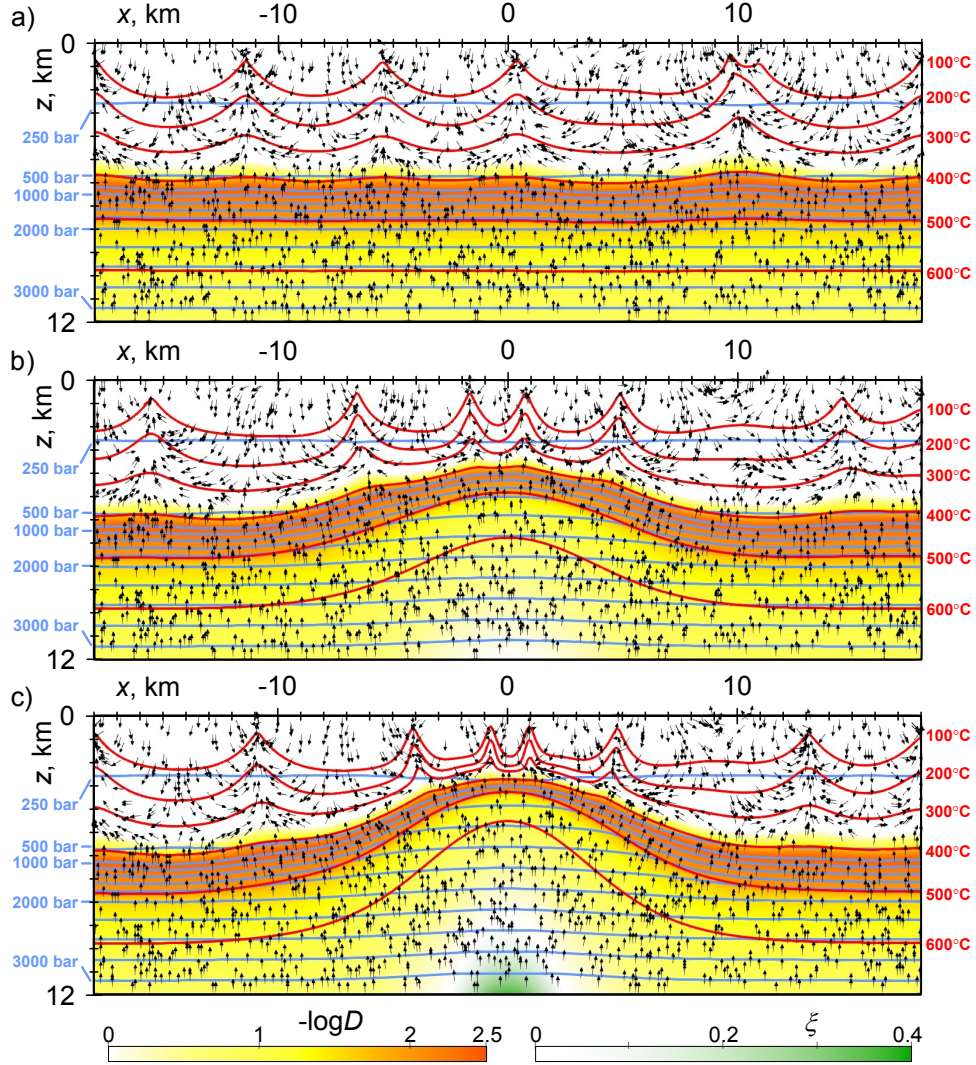 a) x, km -10 0 10
0
z, km
100°C
200°C
250 bar
300°C
500 bar
400°C
1000 bar
500°C
2000 bar
600°C
3000 bar
12
b) x, km -10 0 10
0
z, km
100°C
200°C
250 bar
300°C
500 bar
400°C
1000 bar
500°C
2000 bar
600°C
3000 bar
12
c) x, km -10 0 10
0
z, km
100°C
200°C
250 bar
300°C
500 bar
400°C
1000 bar
500°C
2000 bar
600°C
3000 bar
12
0 1 -logD 2 2.5
0 0.2 ξ 0.4